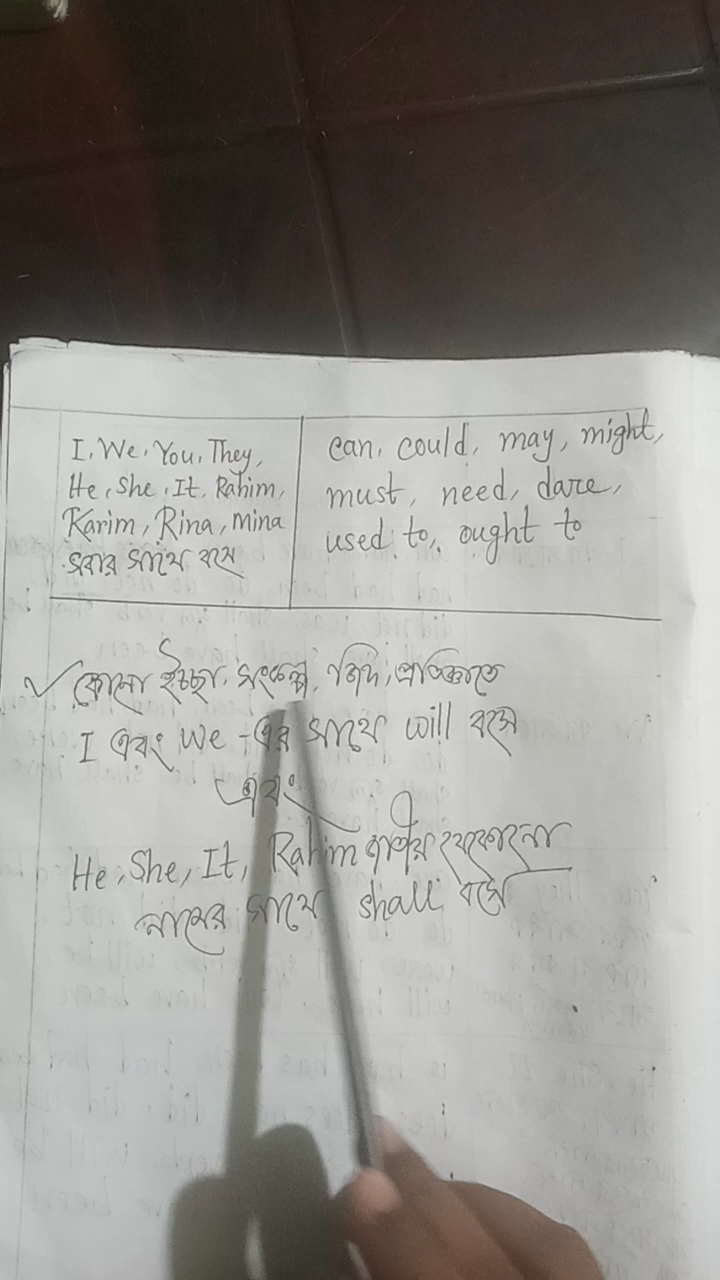 I, We, You, They,
He, She, It, Rahim,
Karim, Rina, Mina
সবার সাথে বসে
can, could, may, might,
must, need, dare,
used to, ought to
কোনো ইচ্ছা, সংকল্প, জিদ, প্রতিজ্ঞাতে
I এবং We -এর সাথে will বসে
এবং
He, She, It, Rahim জাতীয় যেকোনো
নামের সাথে shall বসে